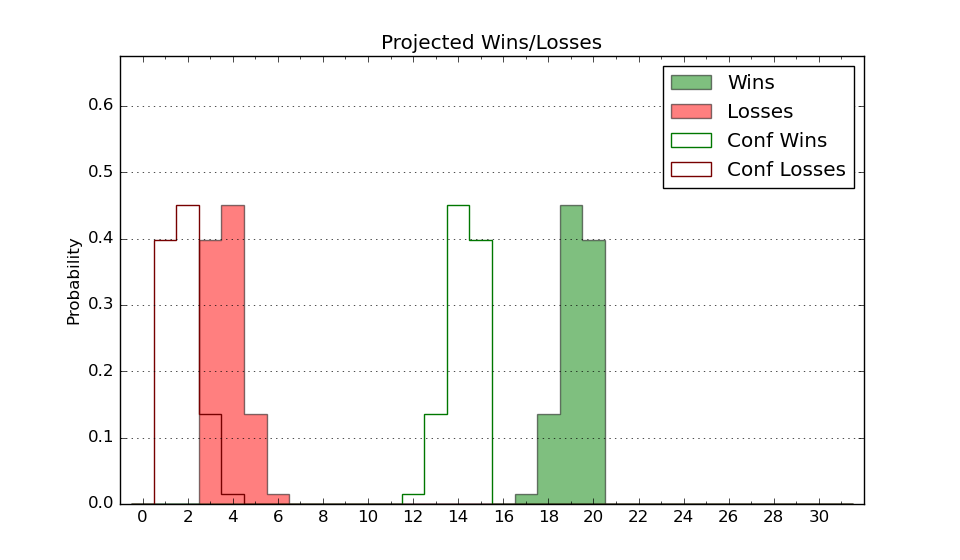 Projected Wins/Losses
Wins
Losses
Conf Wins
Conf Losses
Probability
0.6
0.5
0.4
0.3
0.2
0.1
0.0
0 2 4 6 8 10 12 14 16 18 20 22 24 26 28 30